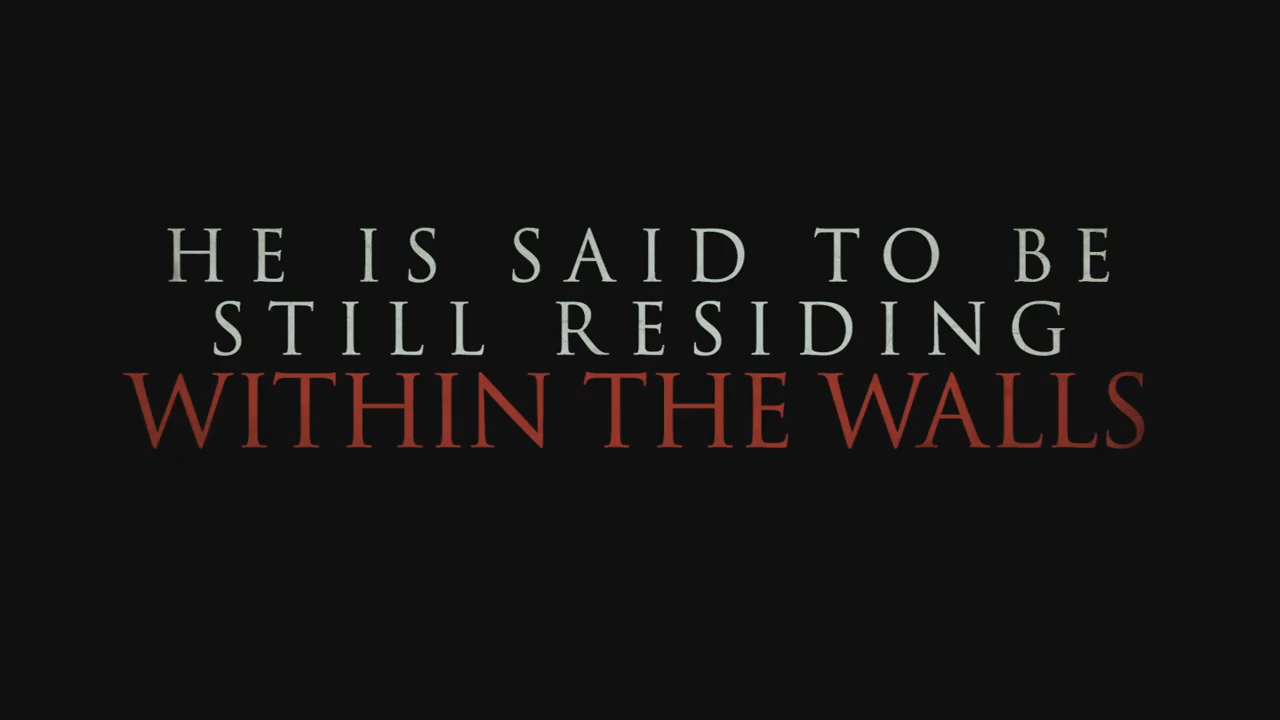 HE IS SAID TO BE
STILL RESIDING
WITHIN THE WALLS